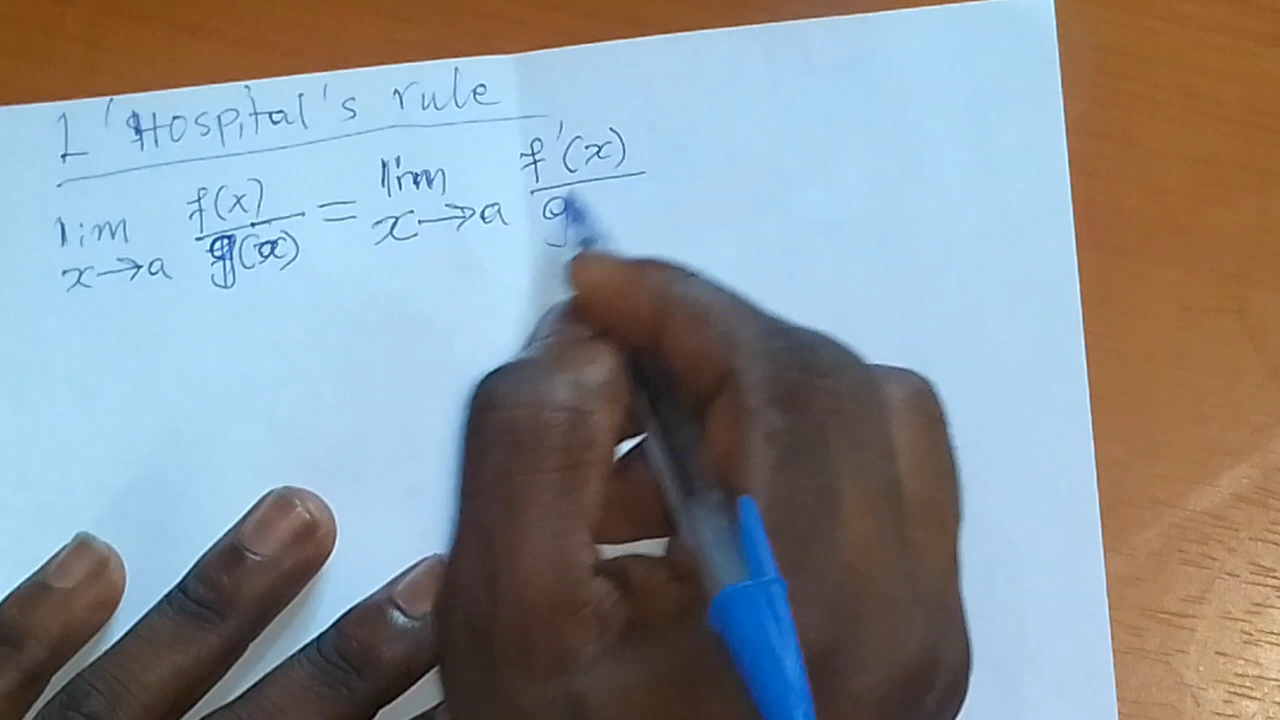 L'Hospital's rule
lim x→a f(x)/g(x) = lim x→a f'(x)/g